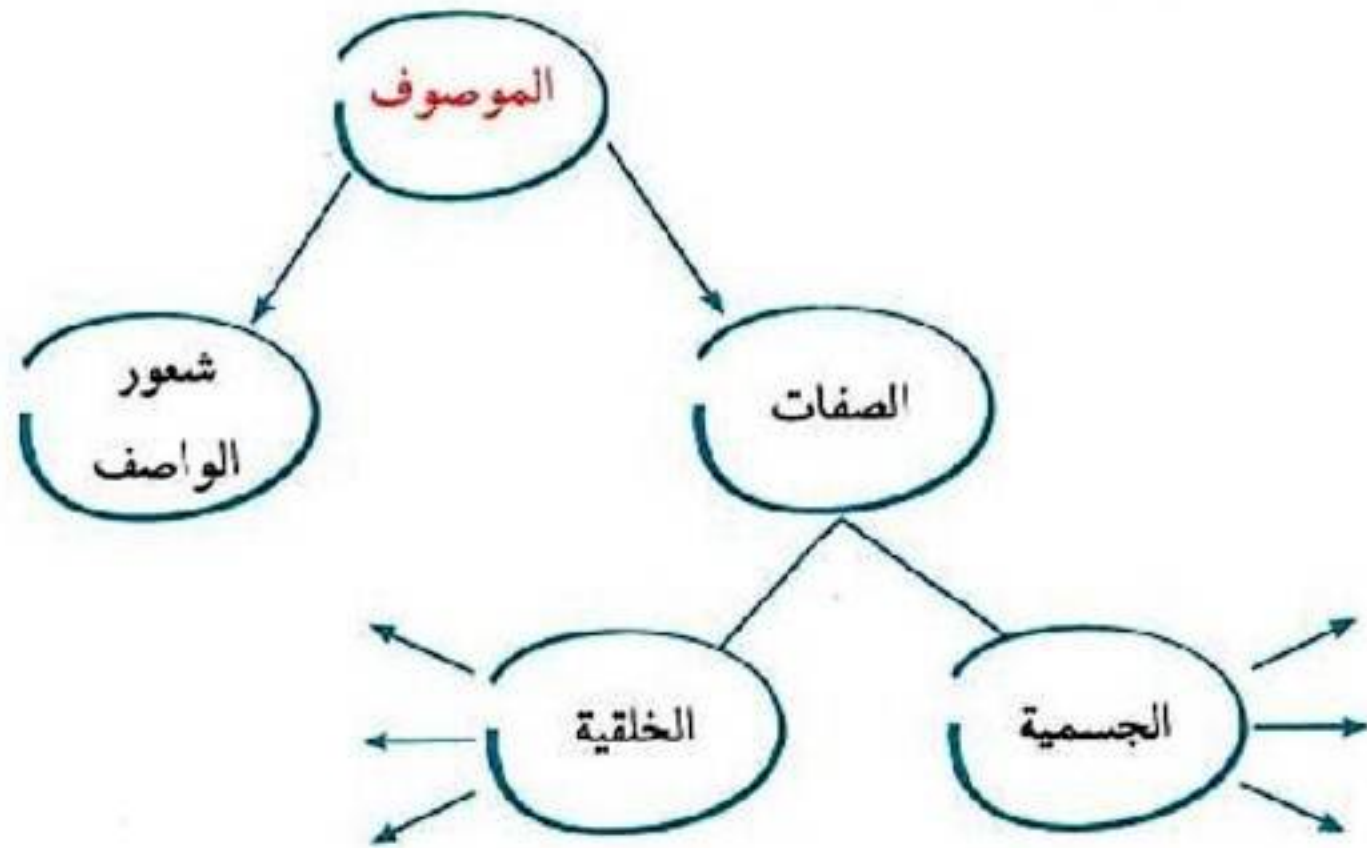 الموصوف
الصفات
شعور
الواصف
الجسمية
الخلقية